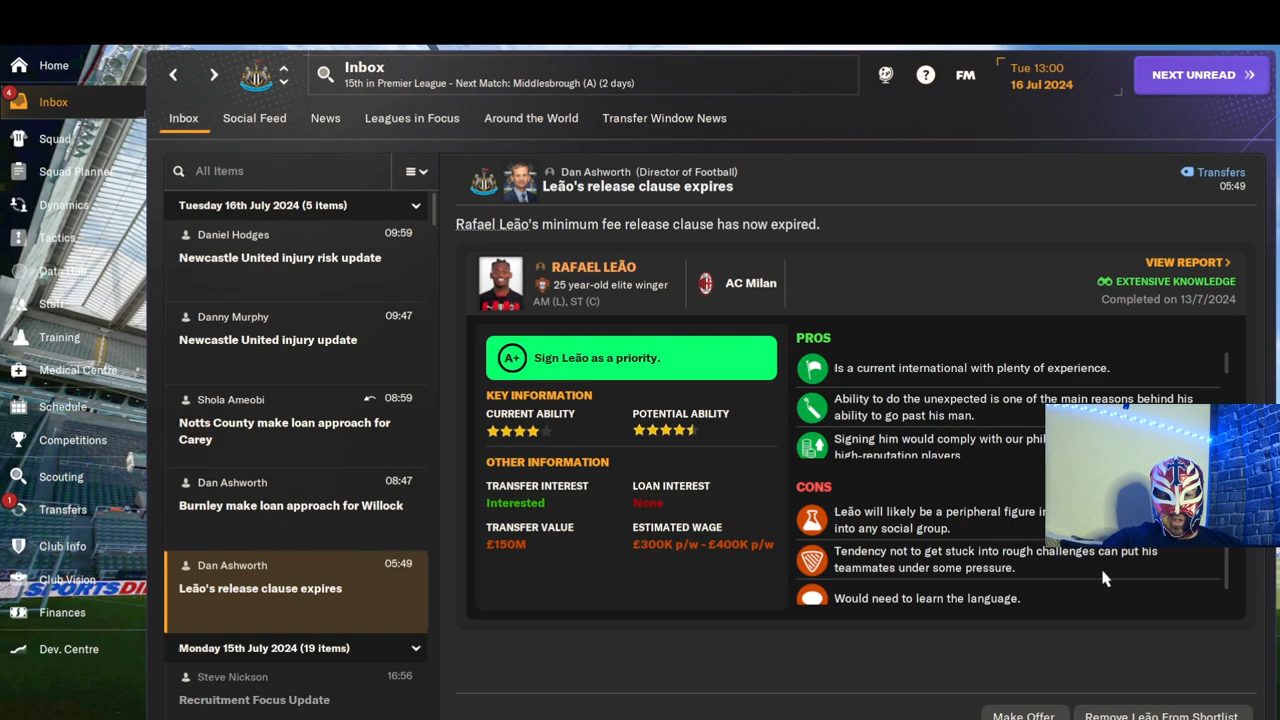 Home
4
Inbox
Squad
Squad Planner
Dynamics
Tactics
Data Hub
Staff
Training
Medical Centre
Schedule
Competitions
Scouting
1
Transfers
Club Info
Club Vision
Finances
Dev. Centre
Inbox
15th in Premier League - Next Match: Middlesbrough (A) (2 days)
?
FM
Tue 13:00
16 Jul 2024
NEXT UNREAD
Inbox
Social Feed
News
Leagues in Focus
Around the World
Transfer Window News
All Items
Tuesday 16th July 2024 (5 items)
Daniel Hodges 09:59
Newcastle United injury risk update
Danny Murphy 09:47
Newcastle United injury update
Shola Ameobi 08:59
Notts County make loan approach for
Carey
Dan Ashworth 08:47
Burnley make loan approach for Willock
Dan Ashworth 05:49
Leão's release clause expires
Monday 15th July 2024 (19 items)
Steve Nickson 16:56
Recruitment Focus Update
Dan Ashworth (Director of Football)
Leão's release clause expires
Transfers
05:49
Rafael Leão's minimum fee release clause has now expired.
RAFAEL LEÃO
25 year-old elite winger
AM (L), ST (C)
AC Milan
VIEW REPORT >
EXTENSIVE KNOWLEDGE
Completed on 13/7/2024
A+ Sign Leão as a priority.
KEY INFORMATION
CURRENT ABILITY POTENTIAL ABILITY
OTHER INFORMATION
TRANSFER INTEREST LOAN INTEREST
Interested None
TRANSFER VALUE ESTIMATED WAGE
£150M £300K p/w - £400K p/w
PROS
Is a current international with plenty of experience.
Ability to do the unexpected is one of the main reasons behind his
ability to go past his man.
Signing him would comply with our
high-reputation players.
CONS
Leão will likely be a peripheral figure
into any social group.
Tendency not to get stuck into rough challenges can put his
teammates under some pressure.
Would need to learn the language.
Make Offer
Remove Leão From Shortlist
SPORTS DI